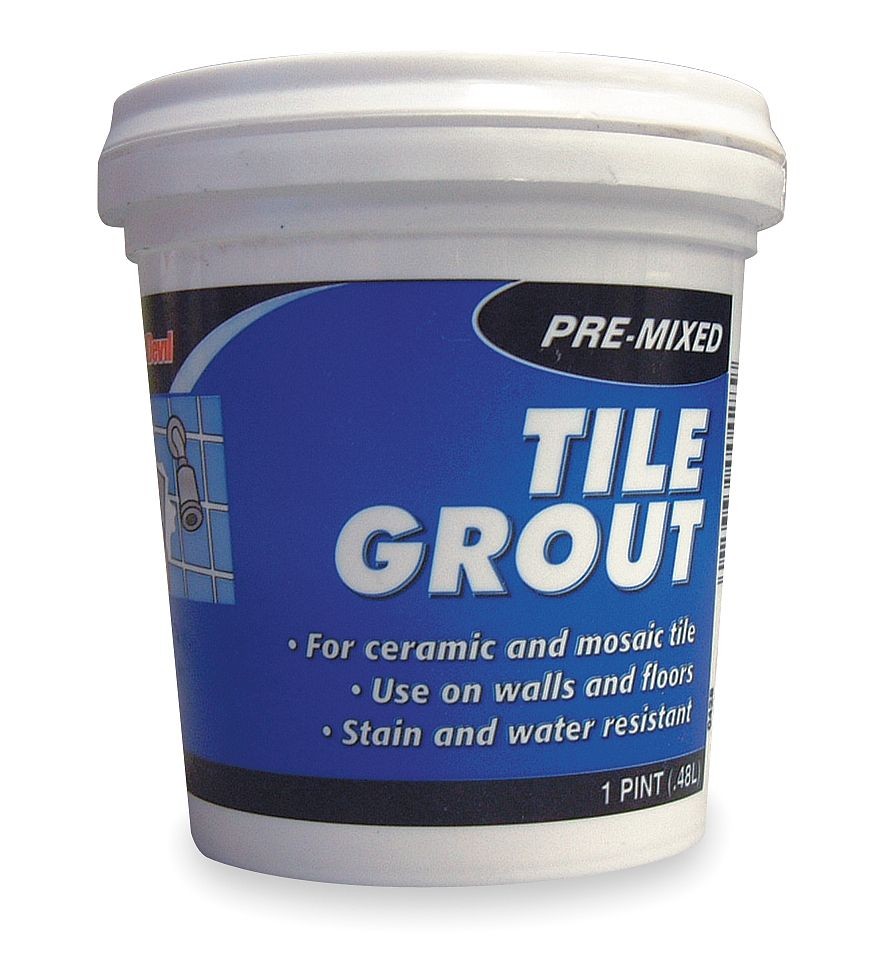 Devil
PRE-MIXED
TILE
GROUT
• For ceramic and mosaic tile
• Use on walls and floors
• Stain and water resistant
1 PINT (.48L)